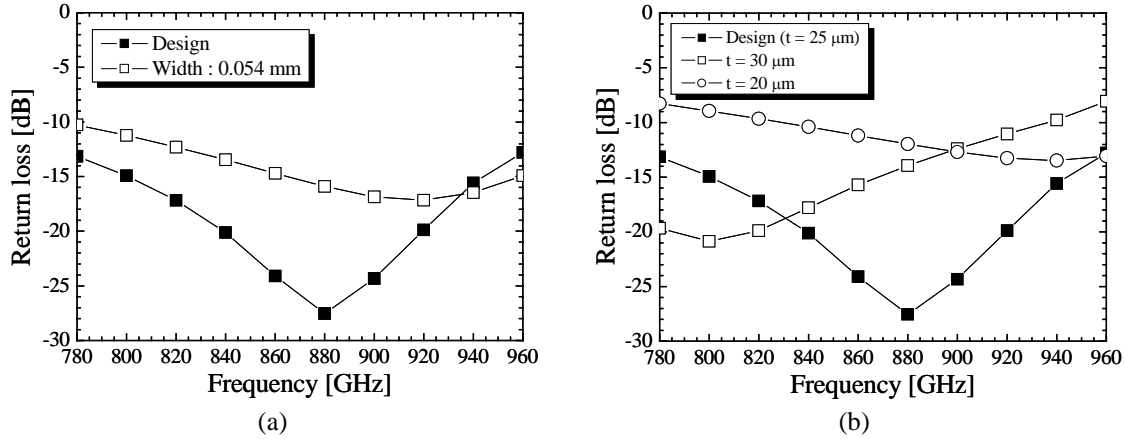 0
-5
-10
-15
-20
-25
-30
Return loss [dB]
Design
Width : 0.054 mm
780 800 820 840 860 880 900 920 940 960
Frequency [GHz]
(a)
0
-5
-10
-15
-20
-25
-30
Return loss [dB]
Design (t = 25 μm)
t = 30 μm
t = 20 μm
780 800 820 840 860 880 900 920 940 960
Frequency [GHz]
(b)